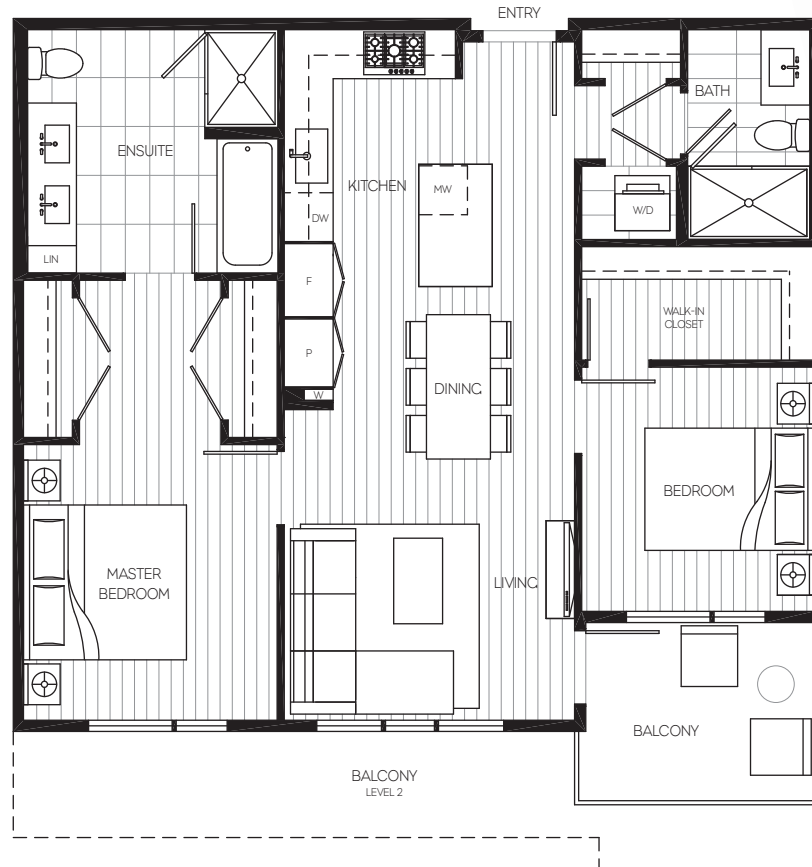 ENTRY
BATH
ENSUITE
KITCHEN
MW
DW
W/D
LIN
F
WALK-IN
CLOSET
P
DINING
W
BEDROOM
MASTER
BEDROOM
LIVING
BALCONY
BALCONY
LEVEL 2